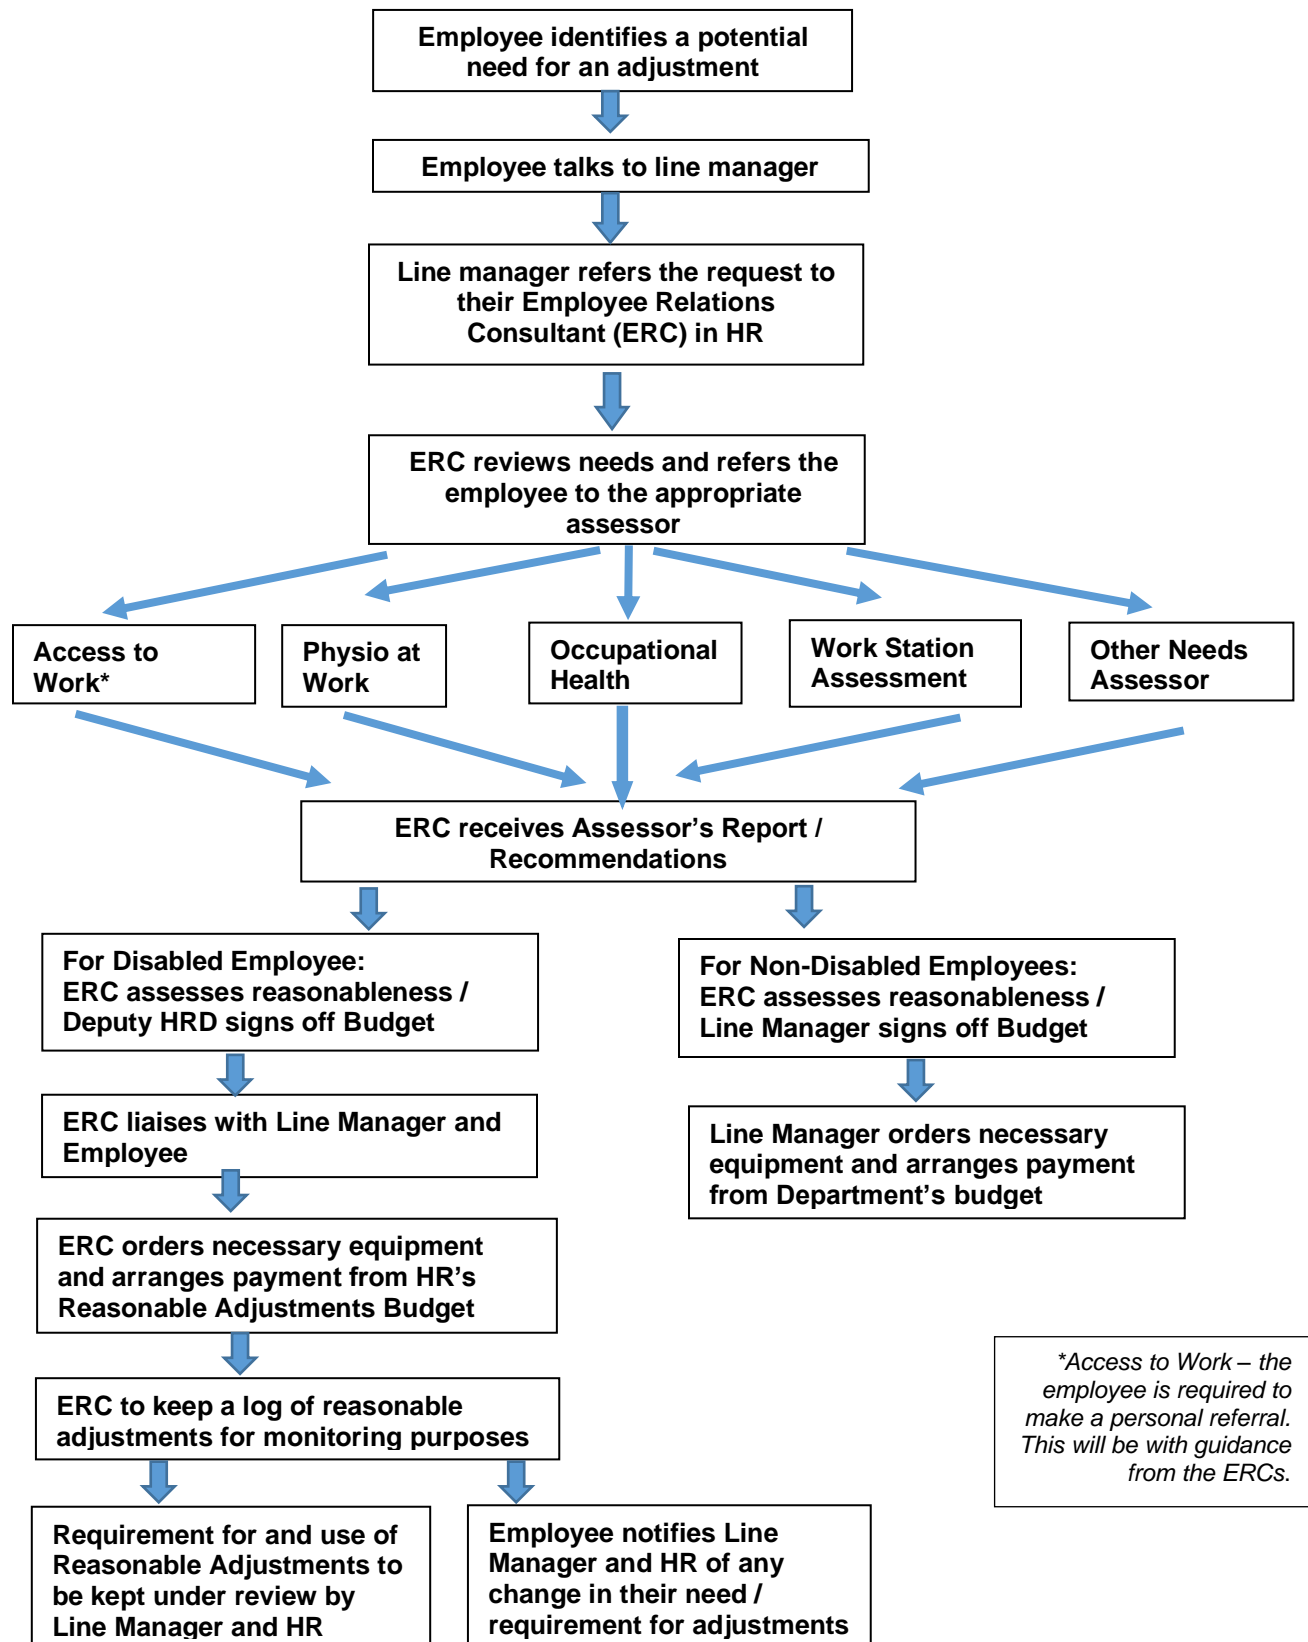 Employee identifies a potential
need for an adjustment
Employee talks to line manager
Line manager refers the request to
their Employee Relations
Consultant (ERC) in HR
ERC reviews needs and refers the
employee to the appropriate
assessor
Access to
Work*
Physio at
Work
Occupational
Health
Work Station
Assessment
Other Needs
Assessor
ERC receives Assessor’s Report /
Recommendations
For Disabled Employee:
ERC assesses reasonableness /
Deputy HRD signs off Budget
For Non-Disabled Employees:
ERC assesses reasonableness /
Line Manager signs off Budget
ERC liaises with Line Manager and
Employee
Line Manager orders necessary
equipment and arranges payment
from Department’s budget
ERC orders necessary equipment
and arranges payment from HR’s
Reasonable Adjustments Budget
ERC to keep a log of reasonable
adjustments for monitoring purposes
*Access to Work – the
employee is required to
make a personal referral.
This will be with guidance
from the ERCs.
Requirement for and use of
Reasonable Adjustments to
be kept under review by
Line Manager and HR
Employee notifies Line
Manager and HR of any
change in their need /
requirement for adjustments